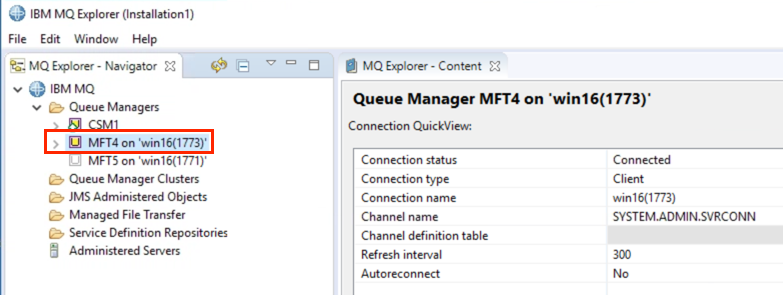 IBM MQ Explorer (Installation1)
File Edit Window Help
MQ Explorer - Navigator
IBM MQ
Queue Managers
CSM1
MFT4 on 'win16(1773)'
MFT5 on 'win16(1771)'
Queue Manager Clusters
JMS Administered Objects
Managed File Transfer
Service Definition Repositories
Administered Servers
MQ Explorer - Content
Queue Manager MFT4 on 'win16(1773)'
Connection QuickView:
Connection status Connected
Connection type Client
Connection name win16(1773)
Channel name SYSTEM.ADMIN.SVRCONN
Channel definition table
Refresh interval 300
Autoreconnect No